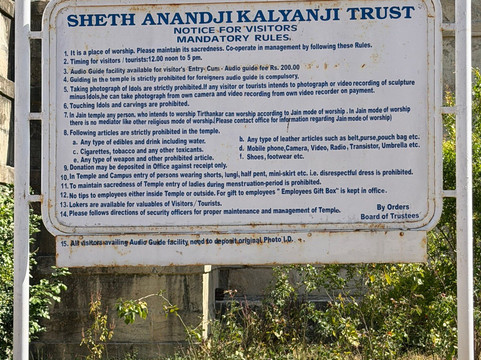 SHETH ANANDJI KALYANJI TRUST
NOTICE FOR VISITORS
MANDATORY RULES.
1. It is a place of worship. Please maintain its sacredness. Co-operate in management by following these Rules.
2. Timing for visitors / tourists:12.00 noon to 5 pm.
3. Audio Guide facility available for visitor's Entry-Cum - Audio guide fee Rs. 200.00
4. Guiding in the temple is strictly prohibited for foreigners audio guide is compulsory.
5. Taking photograph of Idols are strictly prohibited.If any visitor or tourist intends to photograph or video recording of sculpture
minus Idols,he can take photograph from own camera and video recording from own video recorder on payment.
6. Touching Idols and carvings are prohibited.
7. In Jain temple any person. who intends to worship Tirthankar can worship according to Jain mode of worship . In Jain mode of worship
there is no mediator like other religious mode of worship.(Please contact office for information regarding Jain mode of worship)
8. Following articles are strictly prohibited in the temple.
a. Any type of edibles and drink including water.
b. Any type of leather articles such as belt,purse,pouch bag etc.
c. Cigarettes, tobacco and any other toxicants.
d. Mobile phone,Camera, Video, Radio, Transistor, Umbrella etc.
e. Any type of weapon and other prohibited article.
f. Shoes, footwear etc.
9. Donation may be deposited in Office against receipt only.
10. In Temple and Campus entry of persons wearing shorts, lungi, half pent, mini-skirt etc. i.e. disrespected dress is prohibited.
11. To maintain sacredness of Temple entry of ladies during menstruation-period is prohibited.
12. No tips to employees either inside Temple or outside. For gift to employees " Employees Gift Box" is kept in office.
13. Lokers are available for valuables of Visitors / Tourists.
14. Please follows directions of security officers for proper maintenance and management of Temple.
By Orders
Board of Trustees
15. All visitors availing Audio Guide facility, need to deposit original Photo I.D.